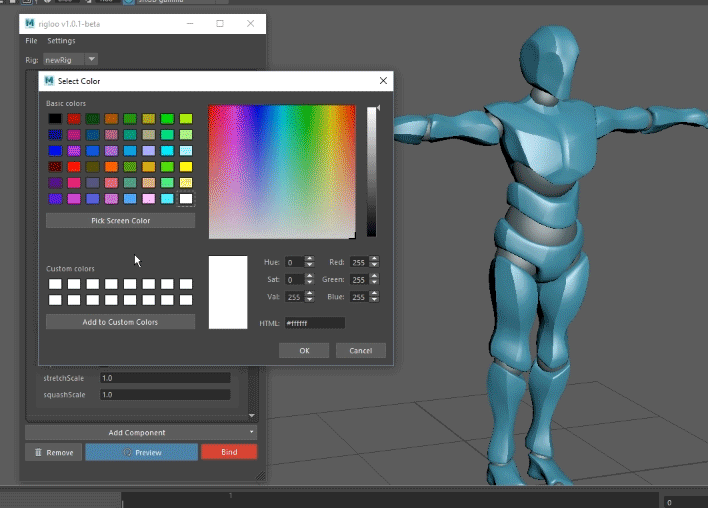 rigloo v1.0.1-beta
File Settings
Rig: newRig
Select Color
Basic colors
Pick Screen Color
Custom colors
Add to Custom Colors
Hue: 0 Red: 255
Sat: 0 Green: 255
Val: 255 Blue: 255
HTML: #ffffff
OK Cancel
stretchScale 1.0
squashScale 1.0
Add Component
Remove Preview Bind
1
0